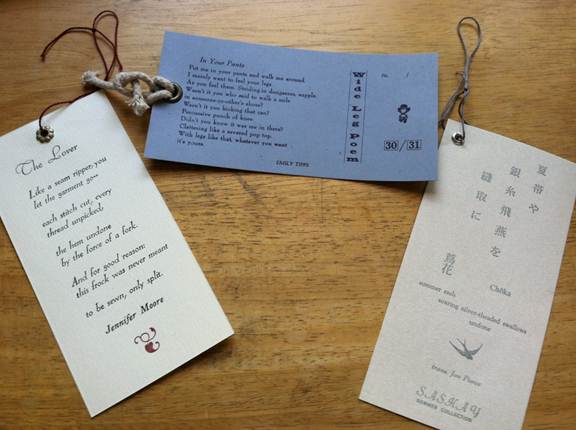 The Lover
Like a seam ripper, you
let the garment go—
each stitch cut, every
thread unpicked,
the hem undone
by the force of a fork.
And for good reason:
this frock was never meant
to be sewn, only split.
Jennifer Moore
In Your Pants
Put me in your pants and walk me around.
I mainly want to feel your legs
As you feel them. Striding in dungarees, supple.
Wasn't it you who said to walk a mile
in someone-or-other's shoes?
Wasn't it you kicking that can?
Percussive punch of knee.
Didn't you know it was me in there?
Clattering like a second pop top.
With legs like that, whatever you want
it's yours.
EMILY TIPPS
Wide Leg Poem
no. /
30/31
夏帯や
銀糸飛燕を
縫取に
蔦花
Chōka
summer sash
soaring silver-threaded swallows
undone
trans.
SASHAY
SUMMER COLLECTION